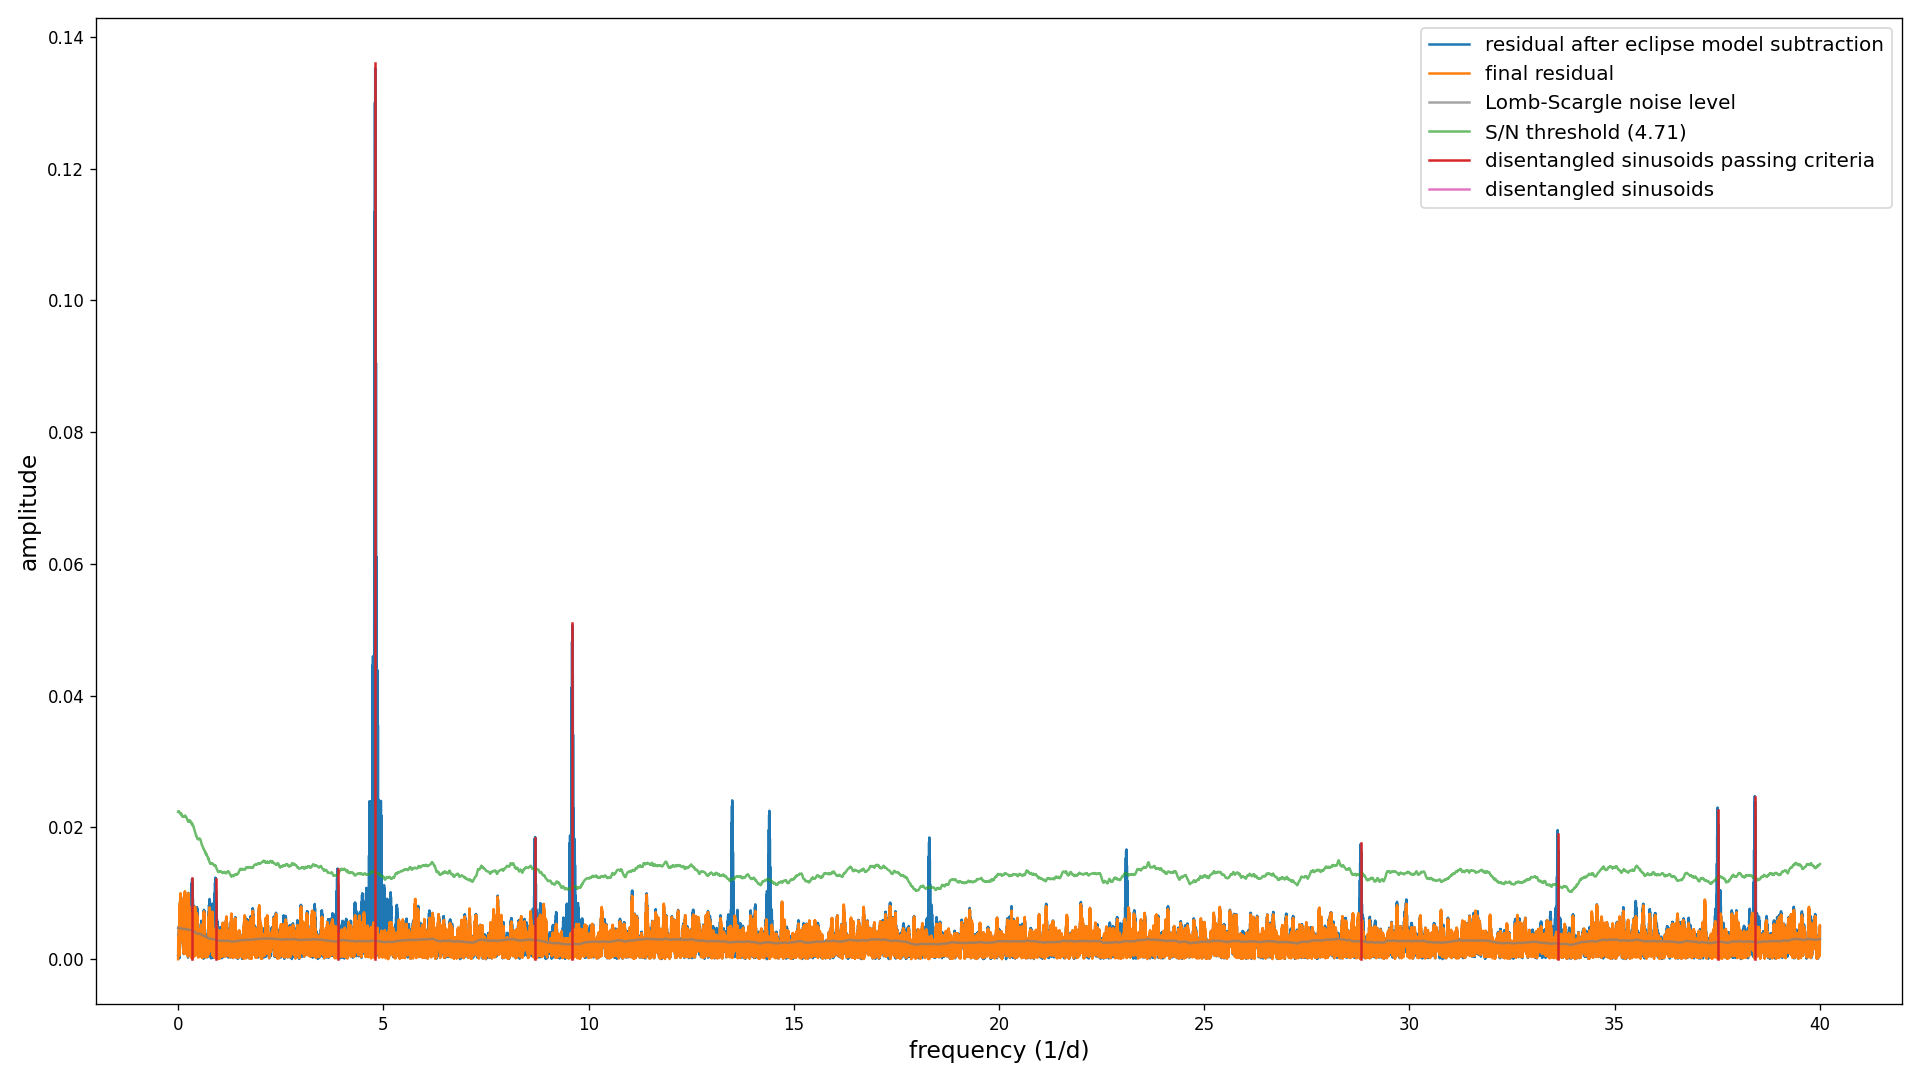 residual after eclipse model subtraction
final residual
Lomb-Scargle noise level
S/N threshold (4.71)
disentangled sinusoids passing criteria
disentangled sinusoids
amplitude
0.14
0.12
0.10
0.08
0.06
0.04
0.02
0.00
0 5 10 15 20 25 30 35 40
frequency (1/d)